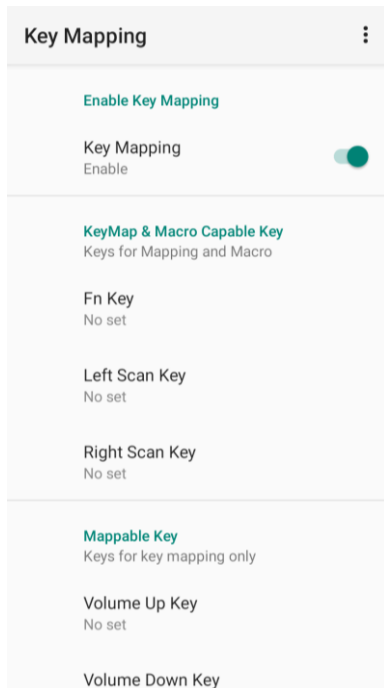 Key Mapping
Enable Key Mapping
Key Mapping
Enable
KeyMap & Macro Capable Key
Keys for Mapping and Macro
Fn Key
No set
Left Scan Key
No set
Right Scan Key
No set
Mappable Key
Keys for key mapping only
Volume Up Key
No set
Volume Down Key